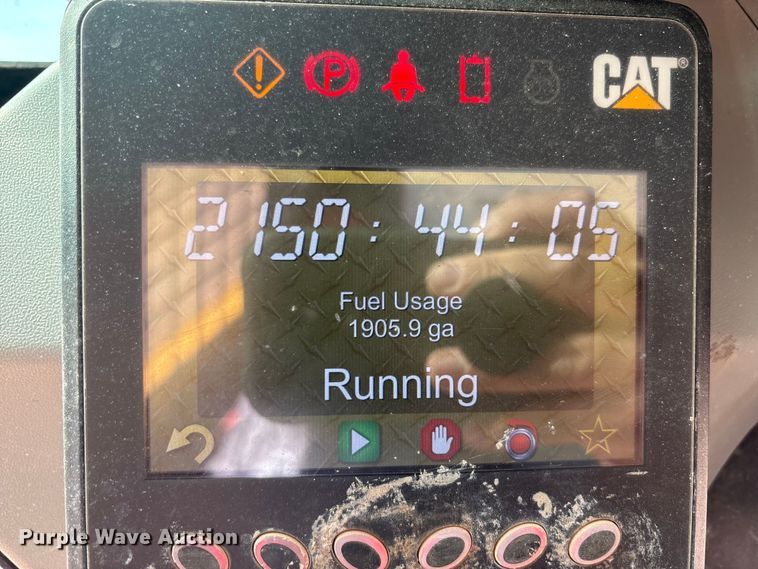 P
CAT®
2150:44:05
Fuel Usage
1905.9 ga
Running
Purple Wave Auction